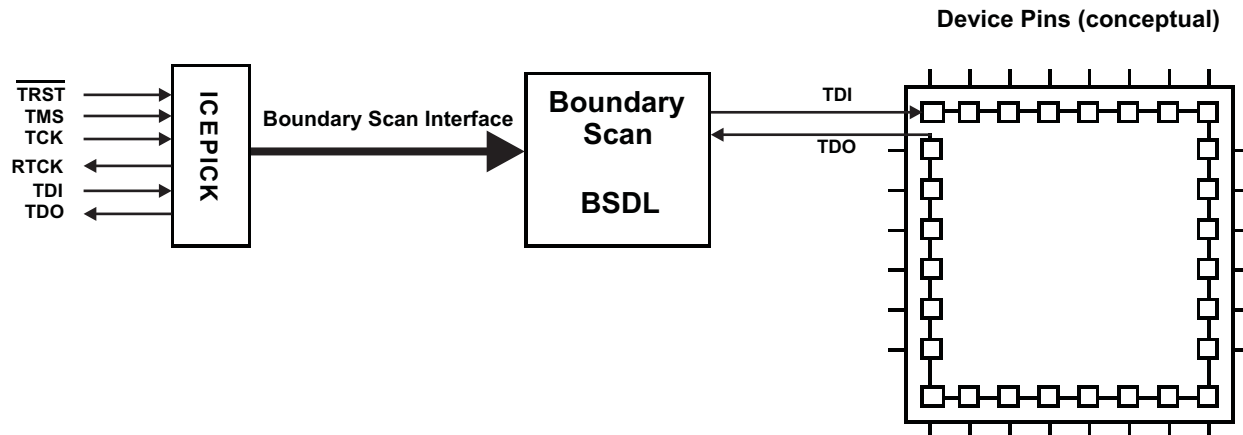 Device Pins (conceptual)
TRST
TMS
TCK
RTCK
TDI
TDO
ICEPICK
Boundary Scan Interface
Boundary
Scan
BSDL
TDI
TDO